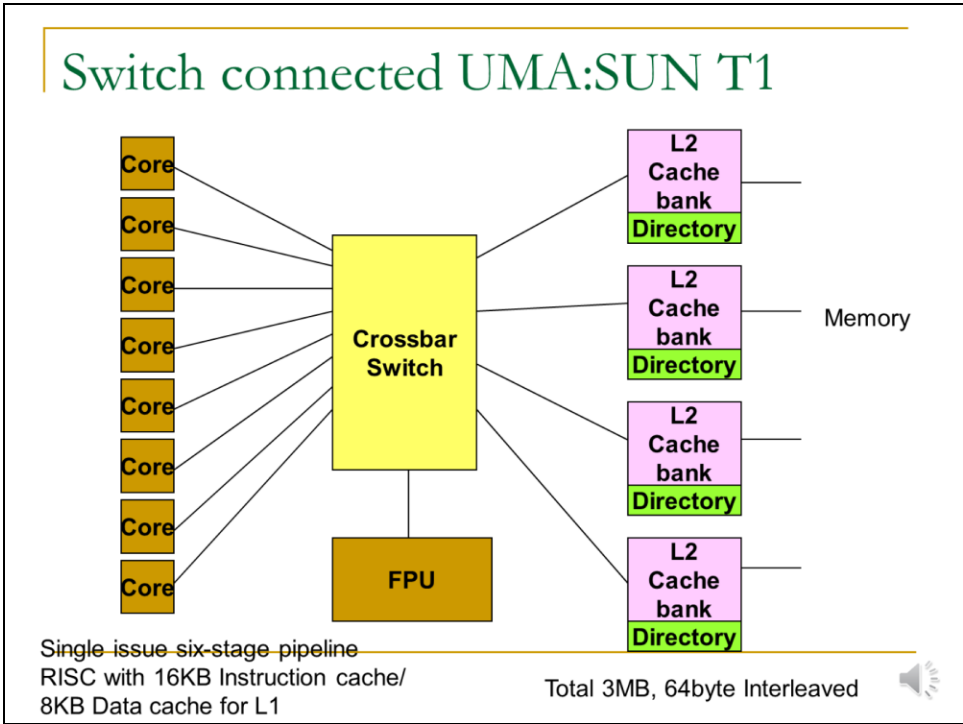 Switch connected UMA:SUN T1
Core
Core
Core
Core
Core
Core
Core
Core
Crossbar
Switch
FPU
L2
Cache
bank
Directory
L2
Cache
bank
Directory
L2
Cache
bank
Directory
L2
Cache
bank
Directory
Memory
Single issue six-stage pipeline
RISC with 16KB Instruction cache/
8KB Data cache for L1
Total 3MB, 64byte Interleaved